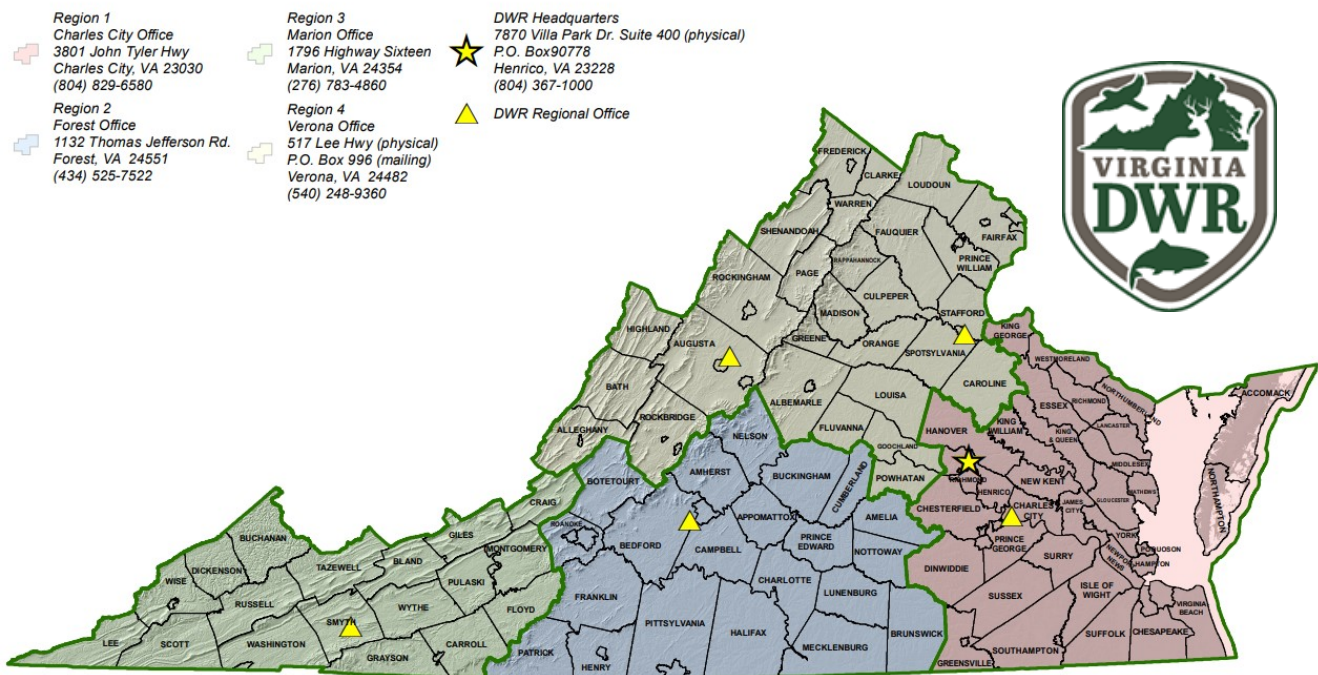 Region 1
Charles City Office
3801 John Tyler Hwy
Charles City, VA 23030
(804) 829-6580
Region 2
Forest Office
1132 Thomas Jefferson Rd.
Forest, VA 24551
(434) 525-7522
Region 3
Marion Office
1796 Highway Sixteen
Marion, VA 24354
(276) 783-4860
Region 4
Verona Office
517 Lee Hwy (physical)
P.O. Box 996 (mailing)
Verona, VA 24482
(540) 248-9360
DWR Headquarters
7870 Villa Park Dr. Suite 400 (physical)
P.O. Box90778
Henrico, VA 23228
(804) 367-1000
DWR Regional Office
VIRGINIA
DWR
FREDERICK
CLARKE
LOUDOUN
WARREN
SHENANDOAH
FAUQUIER
FAIRFAX
RAPPAHANNOCK
PRINCE
WILLIAM
PAGE
ROCKINGHAM
CULPEPER
MADISON
STAFFORD
HIGHLAND
KING
GEORGE
GREENE
AUGUSTA
ORANGE
SPOTSYLVANIA
WESTMORELAND
BATH
CAROLINE
ALBEMARLE
LOUISA
ESSEX
RICHMOND
NORTHUMBERLAND
ACCOMACK
ROCKBRIDGE
ALLEGHANY
FLUVANNA
HANOVER
KING
WILLIAM
LANCASTER
NELSON
GOOCHLAND
KING
& QUEEN
MIDDLESEX
AMHERST
BUCKINGHAM
CUMBERLAND
POWHATAN
RICHMOND
NEW KENT
BOTETOURT
HENRICO
MATHEWS
NORTHAMPTON
CRAIG
CHESTERFIELD
CHARLES
CITY
JAMES
CITY
GLOUCESTER
APPOMATTOX
AMELIA
ROANOKE
BUCHANAN
GILES
YORK
BEDFORD
PRINCE
EDWARD
PRINCE
GEORGE
MONTGOMERY
CAMPBELL
NOTTOWAY
SURRY
NEWPORT
NEWS
POQUOSON
HAMPTON
DICKENSON
TAZEWELL
BLAND
WISE
PULASKI
CHARLOTTE
DINWIDDIE
RUSSELL
WYTHE
FRANKLIN
LUNENBURG
SUSSEX
ISLE OF
WIGHT
FLOYD
SMYTH
PITTSYLVANIA
VIRGINIA
BEACH
LEE
SCOTT
WASHINGTON
CARROLL
HALIFAX
BRUNSWICK
SUFFOLK
CHESAPEAKE
GRAYSON
PATRICK
HENRY
MECKLENBURG
SOUTHAMPTON
GREENSVILLE